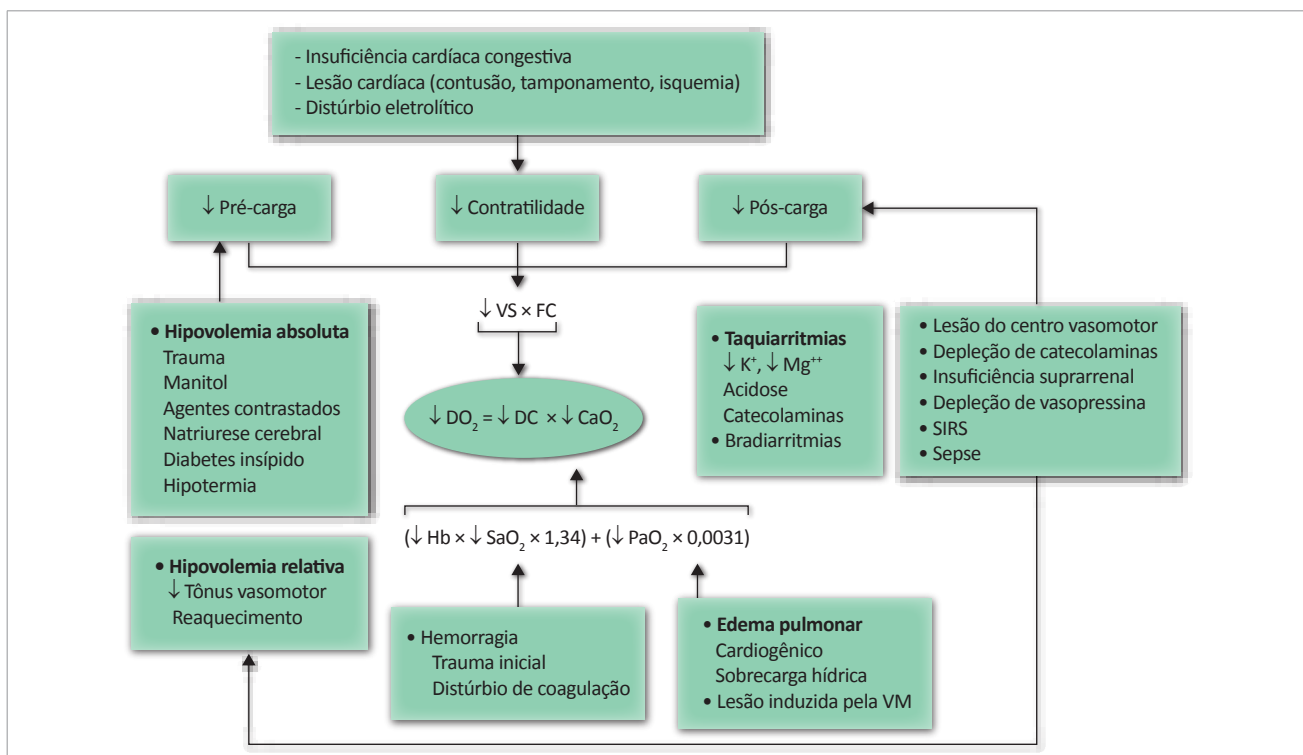 - Insuficiência cardíaca congestiva
- Lesão cardíaca (contusão, tamponamento, isquemia)
- Distúrbio eletrolítico
↓ Pré-carga
↓ Contratilidade
↓ Pós-carga
↓ VS × FC
↓ DO₂ = ↓ DC × ↓ CaO₂
• Hipovolemia absoluta
Trauma
Manitol
Agentes contrastados
Natriurese cerebral
Diabetes insípido
Hipotermia
• Taquiarritmias
↓ K⁺, ↓ Mg⁺⁺
Acidose
Catecolaminas
• Bradiarritmias
• Lesão do centro vasomotor
• Depleção de catecolaminas
• Insuficiência suprarrenal
• Depleção de vasopressina
• SIRS
• Sepse
(↓ Hb × ↓ SaO₂ × 1,34) + (↓ PaO₂ × 0,0031)
• Hipovolemia relativa
↓ Tônus vasomotor
Reaquecimento
• Hemorragia
Trauma inicial
Distúrbio de coagulação
• Edema pulmonar
Cardiogênico
Sobrecarga hídrica
• Lesão induzida pela VM